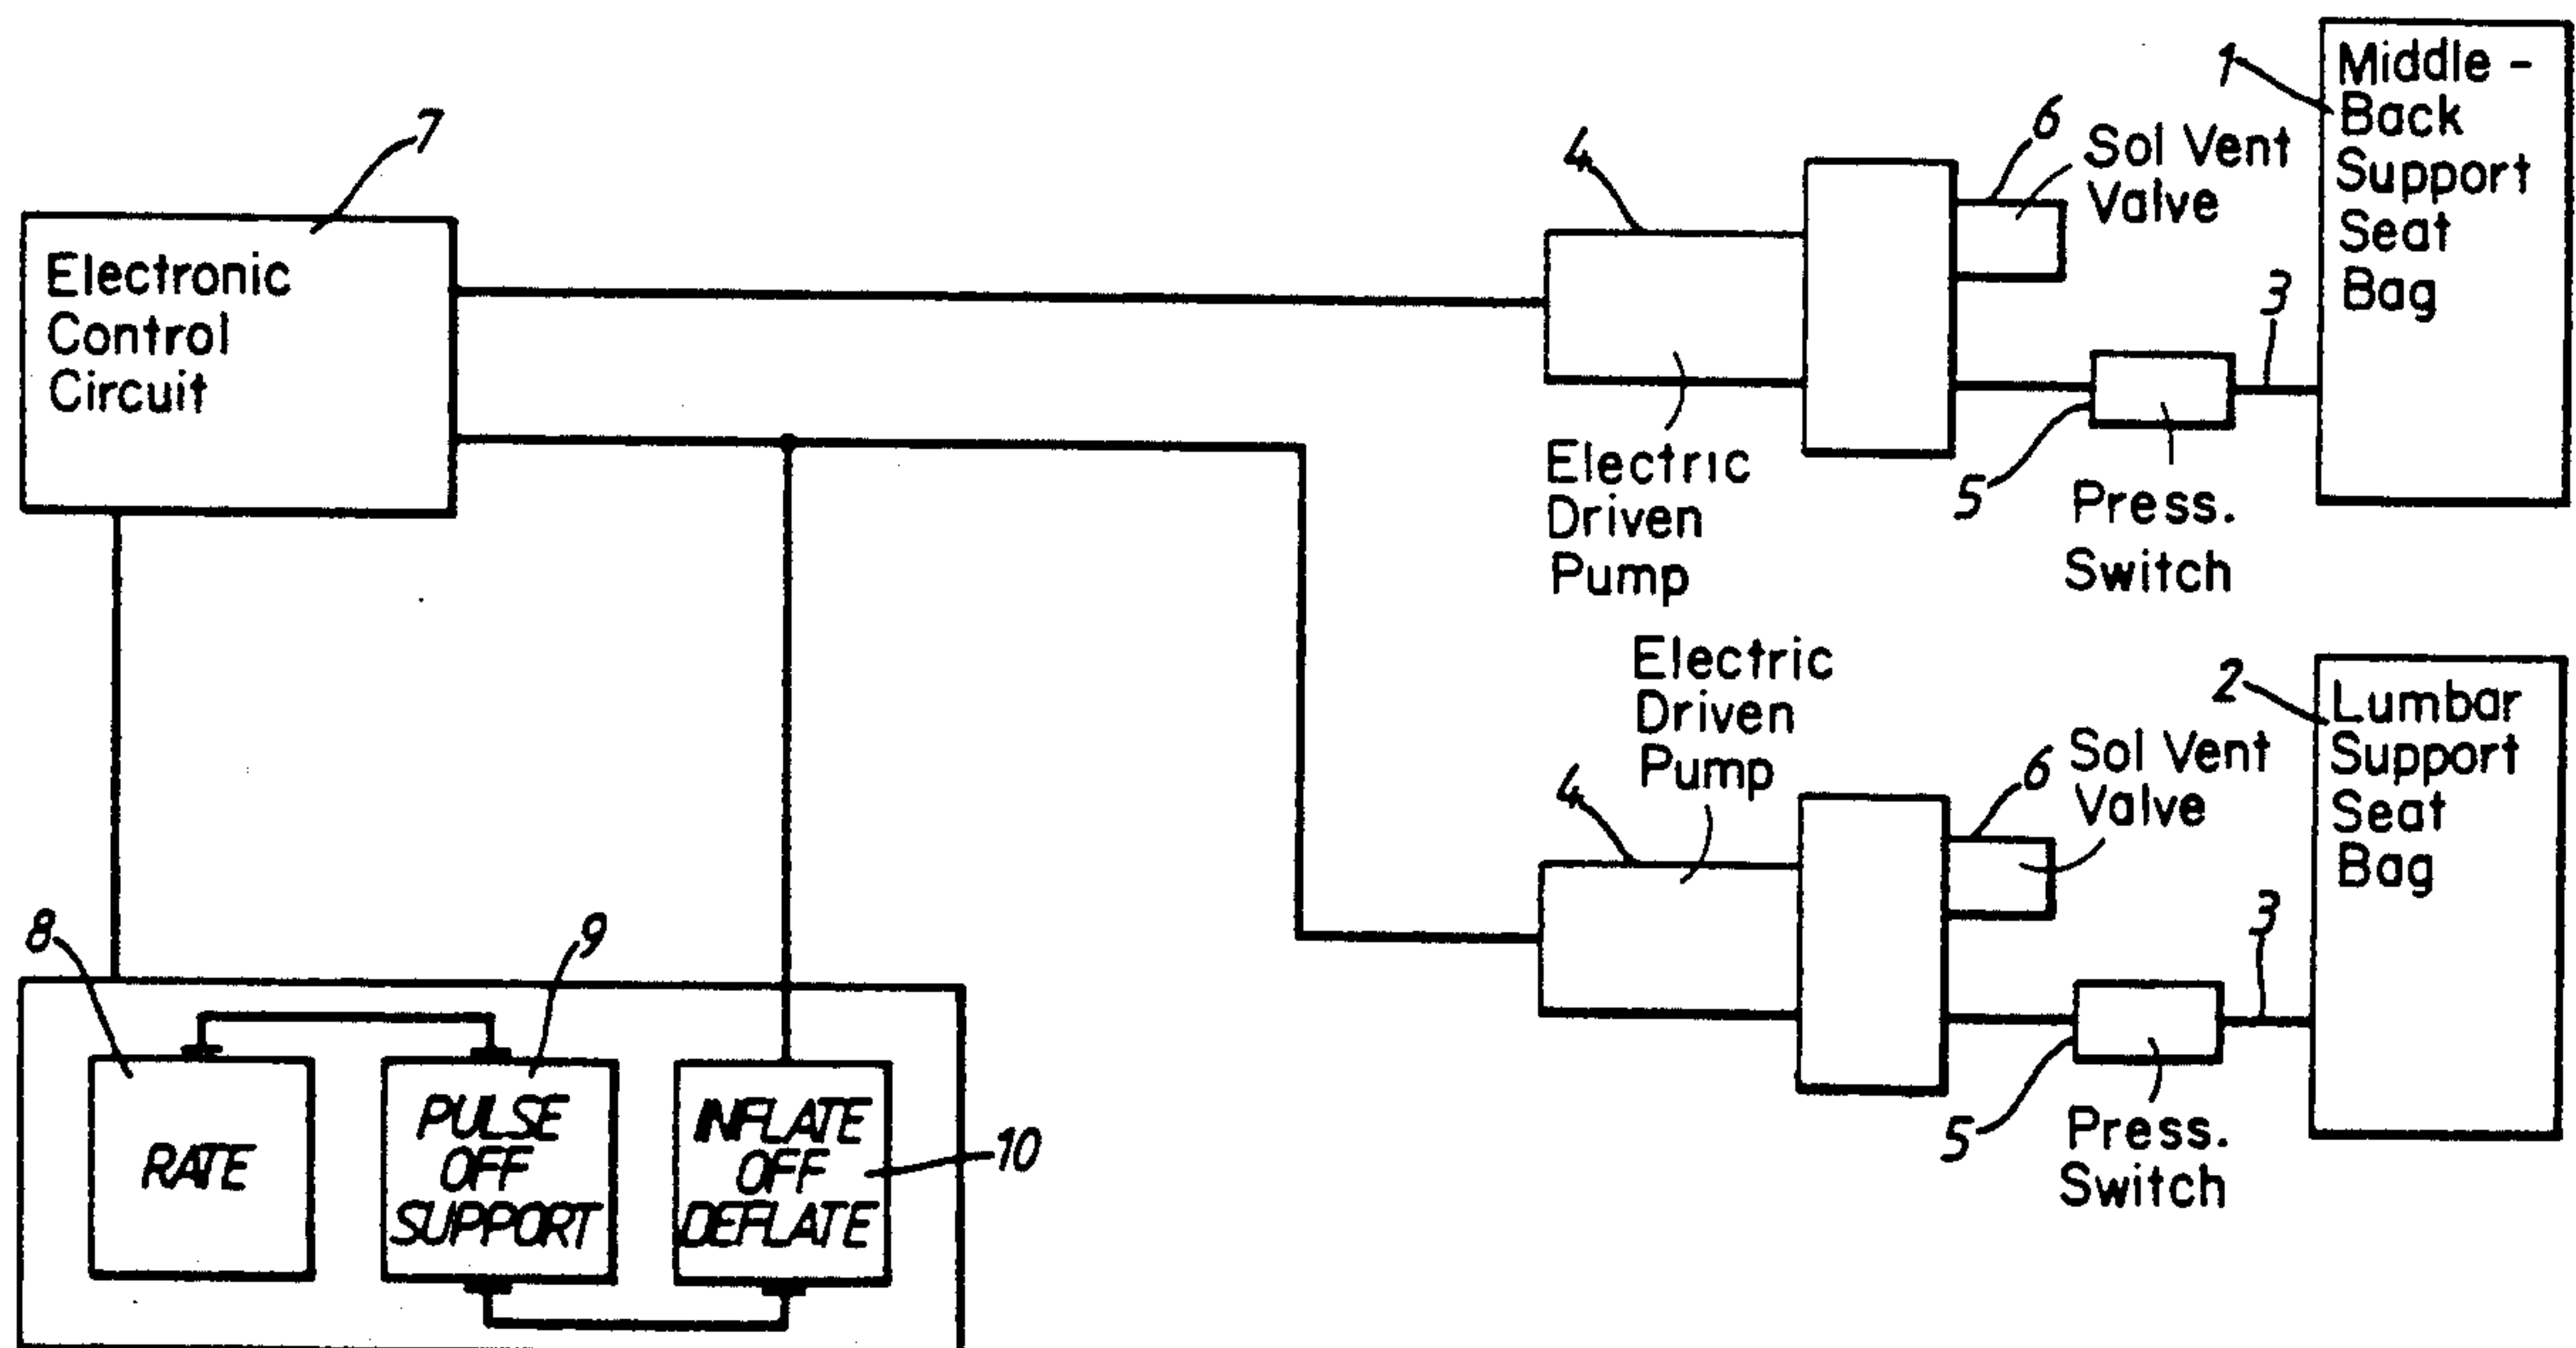 7
Electronic
Control
Circuit
4
Electric
Driven
Pump
6
Sol Vent
Valve
5
Press.
Switch
3
1
Middle -
Back
Support
Seat
Bag
4
Electric
Driven
Pump
6
Sol Vent
Valve
5
Press.
Switch
3
2
Lumbar
Support
Seat
Bag
8
RATE
9
PULSE
OFF
SUPPORT
INFLATE
OFF
DEFLATE
10